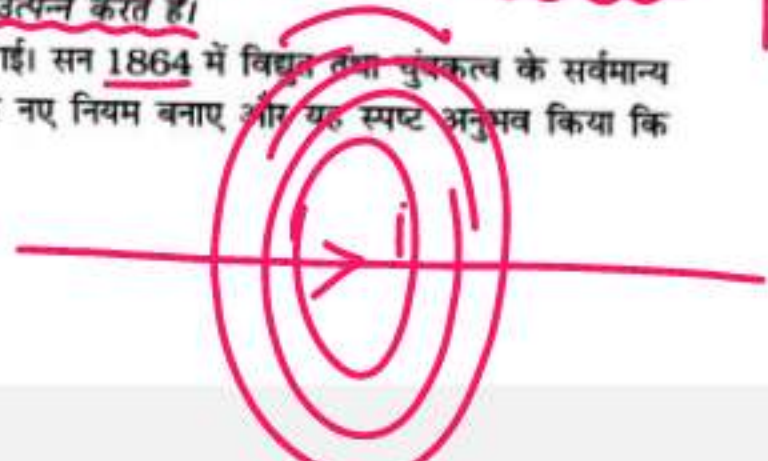 उत्पन्न करते हैं।
ई। सन 1864 में विद्युत तथा चुंबकत्व के सर्वमान्य
नए नियम बनाए और यह स्पष्ट अनुभव किया कि
i